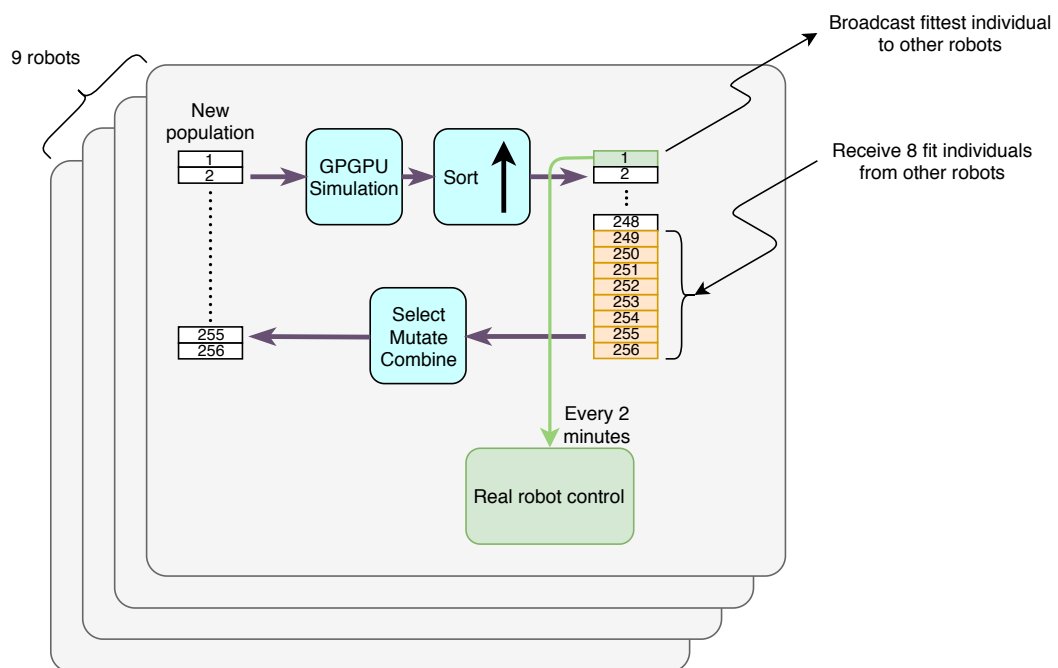 Broadcast fittest individual
to other robots
9 robots
New
population
1
2
GPGPU
Simulation
Sort
1
2
Receive 8 fit individuals
from other robots
248
249
250
251
252
253
254
255
256
Select
Mutate
Combine
255
256
Every 2
minutes
Real robot control